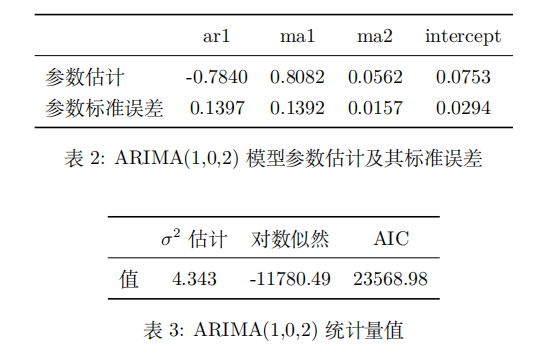 ar1 ma1 ma2 intercept
参数估计 -0.7840 0.8082 0.0562 0.0753
参数标准误差 0.1397 0.1392 0.0157 0.0294
表 2: ARIMA(1,0,2) 模型参数估计及其标准误差
σ² 估计 对数似然 AIC
值 4.343 -11780.49 23568.98
表 3: ARIMA(1,0,2) 统计量值